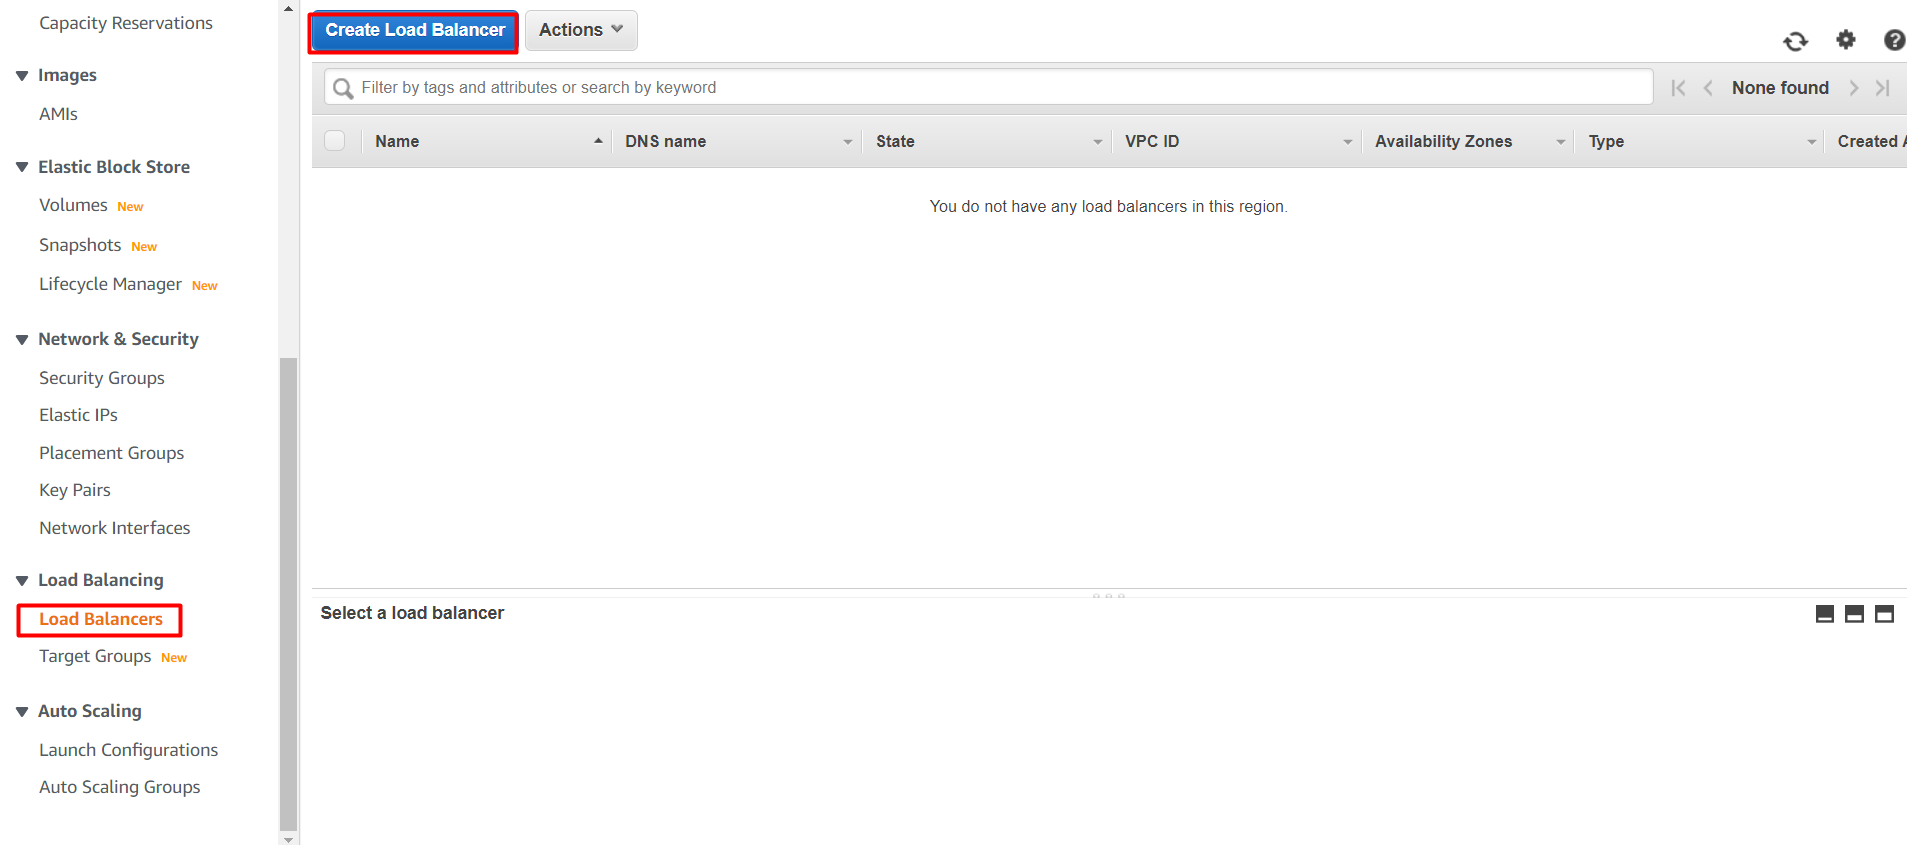 Capacity Reservations
Images
AMIs
Elastic Block Store
Volumes New
Snapshots New
Lifecycle Manager New
Network & Security
Security Groups
Elastic IPs
Placement Groups
Key Pairs
Network Interfaces
Load Balancing
Load Balancers
Target Groups New
Auto Scaling
Launch Configurations
Auto Scaling Groups
Create Load Balancer Actions
Filter by tags and attributes or search by keyword None found
Name DNS name State VPC ID Availability Zones Type Created A
You do not have any load balancers in this region.
Select a load balancer